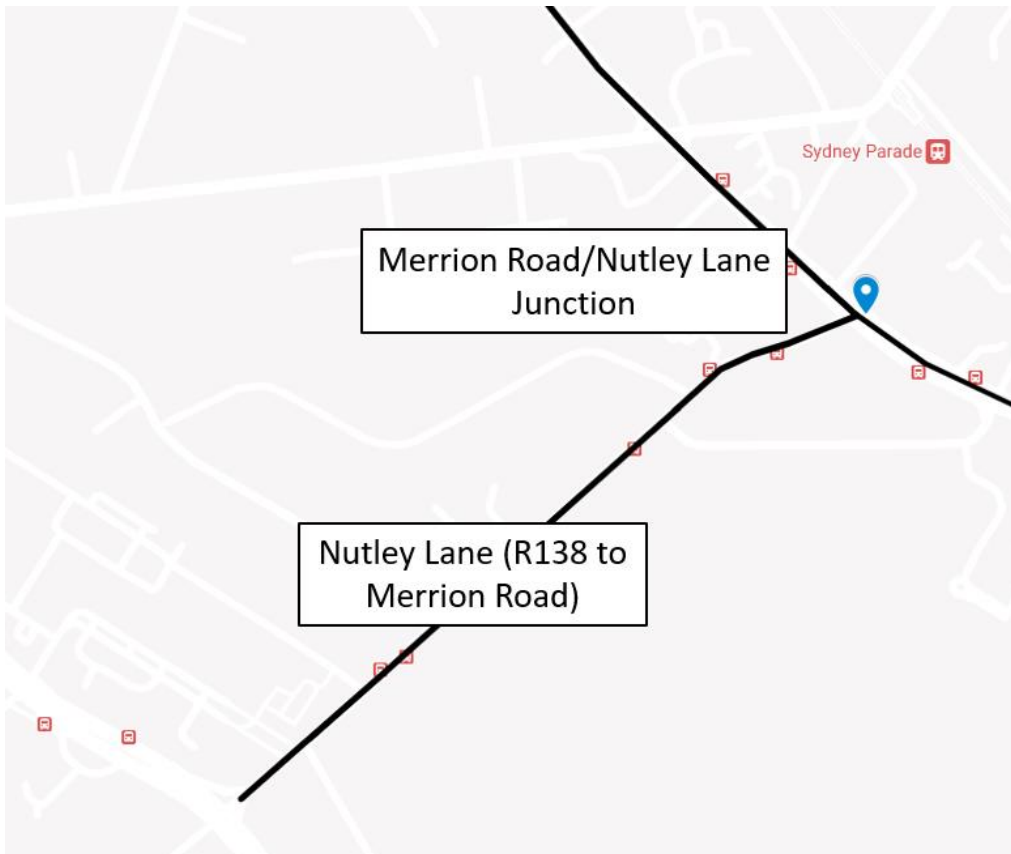 Sydney Parade
Merrion Road/Nutley Lane
Junction
Nutley Lane (R138 to
Merrion Road)